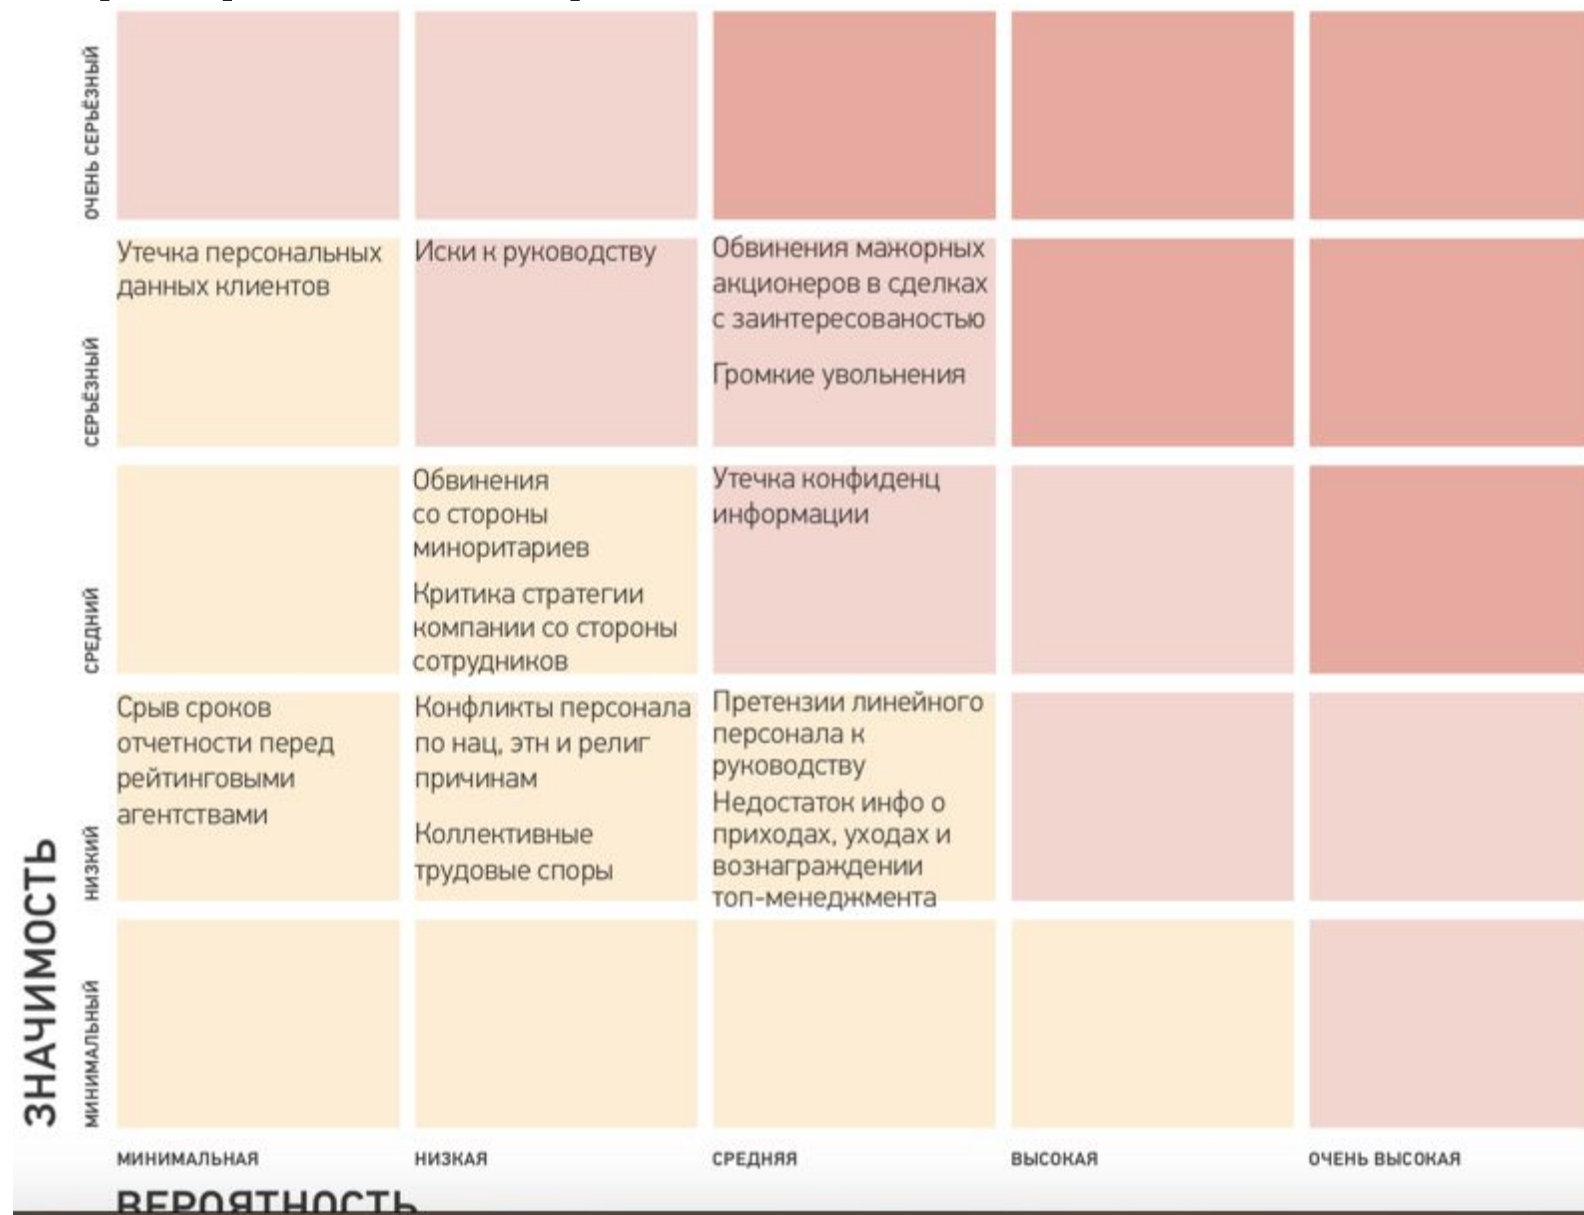 ОЧЕНЬ СЕРЬЁЗНЫЙ
Утечка персональных
данных клиентов
Иски к руководству
Обвинения мажорных
акционеров в сделках
с заинтересованостью
Громкие увольнения
СЕРЬЁЗНЫЙ
Обвинения
со стороны
миноритариев
Критика стратегии
компании со стороны
сотрудников
Утечка конфиденц
информации
СРЕДНИЙ
Срыв сроков
отчетности перед
рейтинговыми
агентствами
Конфликты персонала
по нац, этн и религ
причинам
Коллективные
трудовые споры
Претензии линейного
персонала к
руководству
Недостаток инфо о
приходах, уходах и
вознаграждении
топ-менеджмента
НИЗКИЙ
МИНИМАЛЬНЫЙ
ЗНАЧИМОСТЬ
МИНИМАЛЬНАЯ
НИЗКАЯ
СРЕДНЯЯ
ВЫСОКАЯ
ОЧЕНЬ ВЫСОКАЯ
ВЕРОЯТНОСТЬ